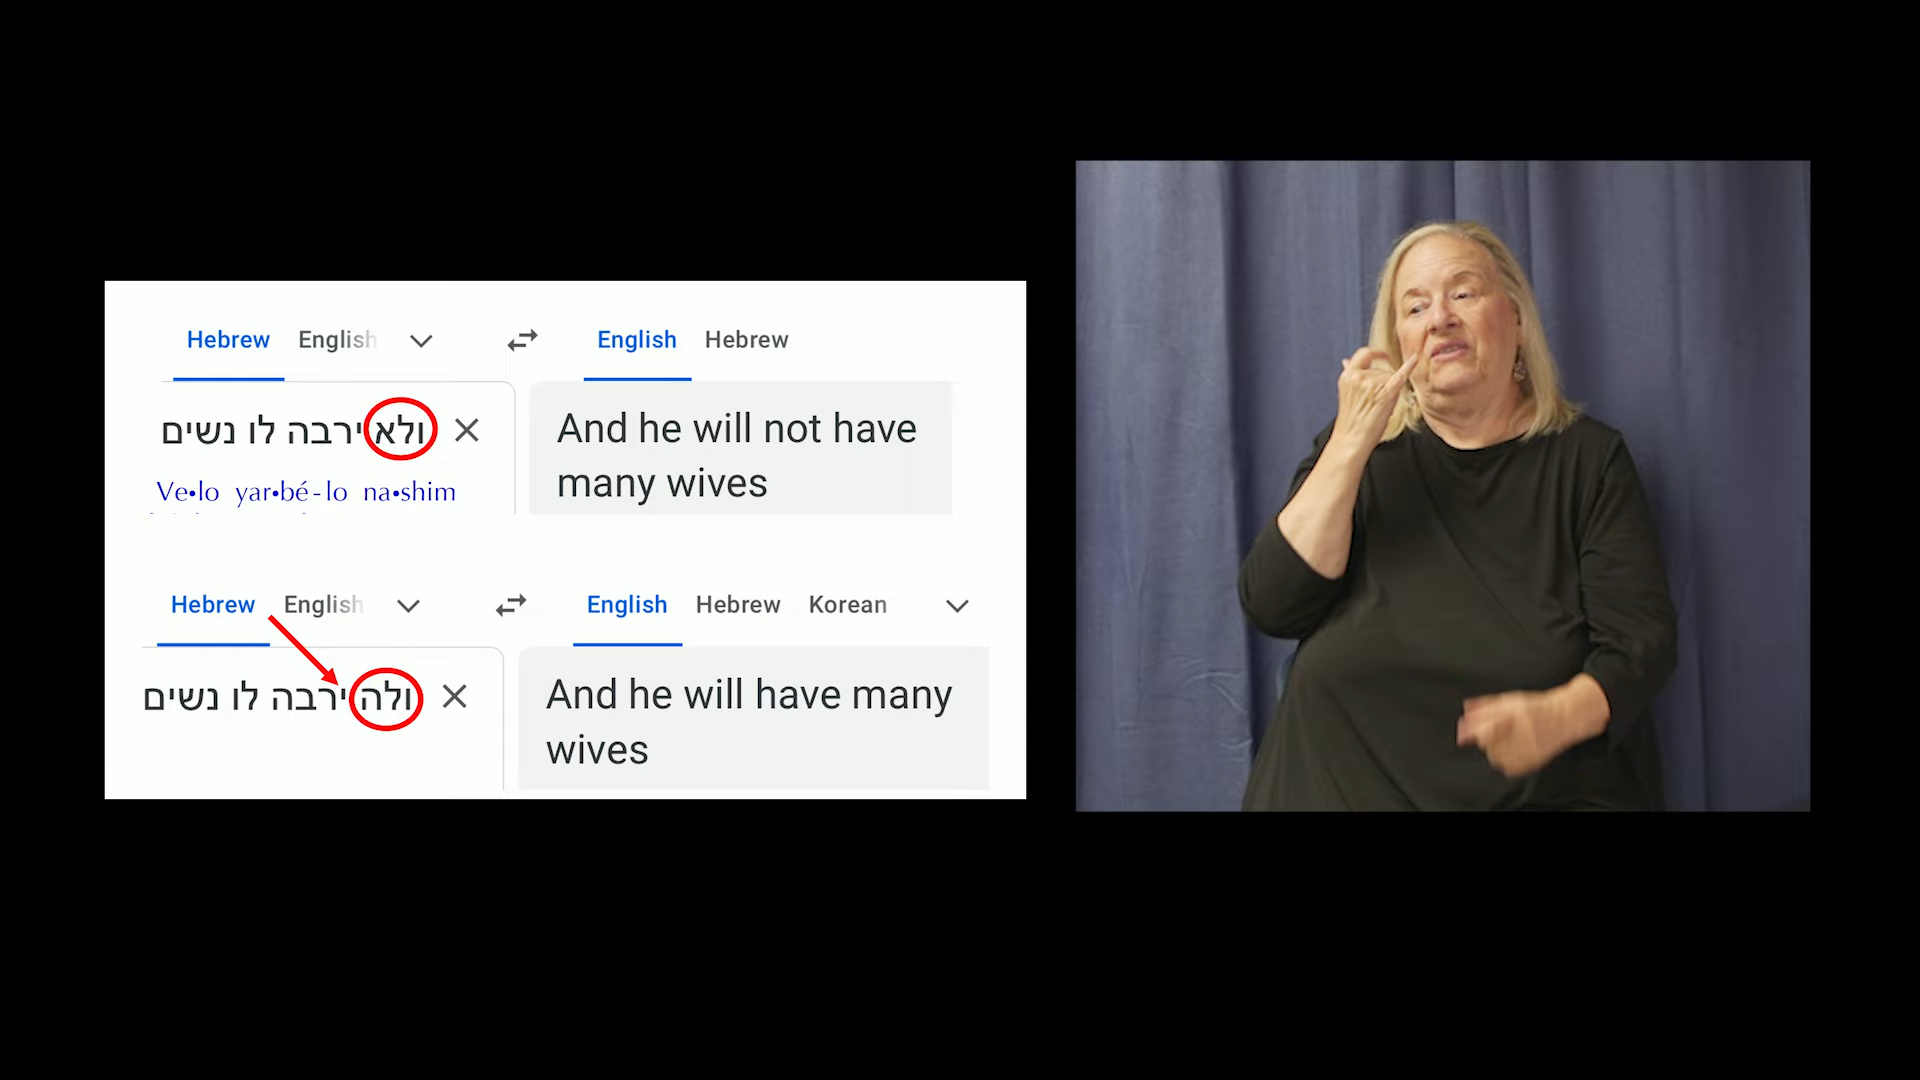 Hebrew English English Hebrew
ולא ירבה לו נשים
And he will not have
many wives
Ve•lo yar•bé-lo na•shim
Hebrew English English Hebrew Korean
ולה ירבה לו נשים
And he will have many
wives